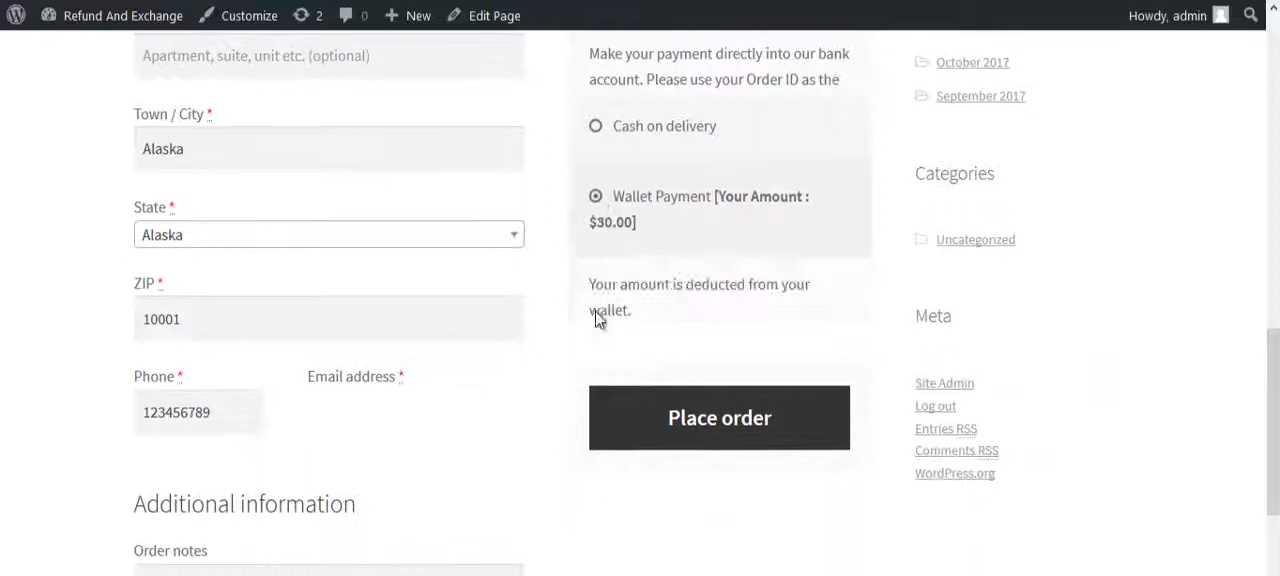 Refund And Exchange Customize 2 0 New Edit Page Howdy, admin
Apartment, suite, unit etc. (optional)
Town / City *
Alaska
State *
Alaska
ZIP *
10001
Phone *
Email address *
123456789
Additional information
Order notes
Make your payment directly into our bank
account. Please use your Order ID as the
Cash on delivery
Wallet Payment [Your Amount :
$30.00]
Your amount is deducted from your
wallet.
Place order
October 2017
September 2017
Categories
Uncategorized
Meta
Site Admin
Log out
Entries RSS
Comments RSS
WordPress.org